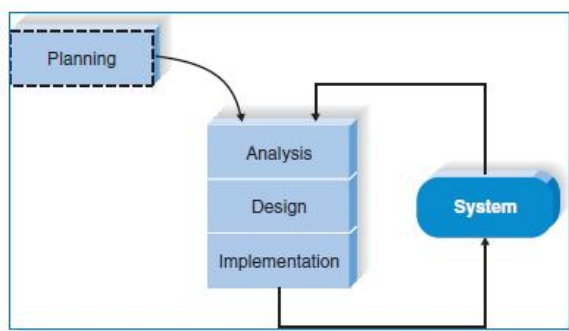 Planning
Analysis
Design
System
Implementation